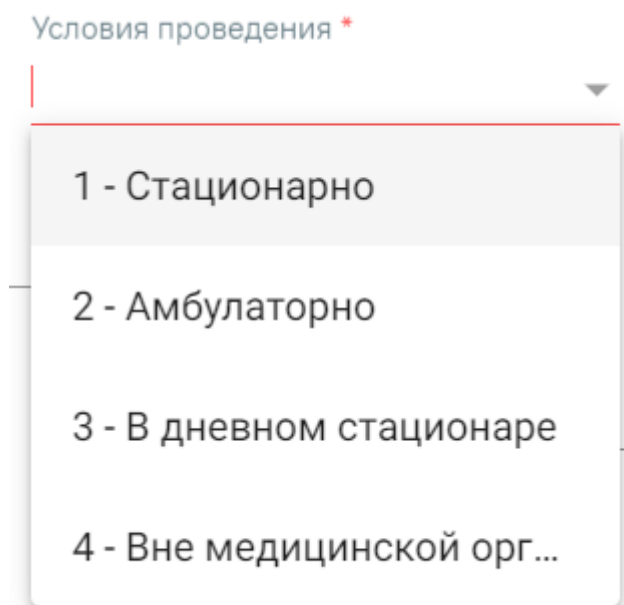 Условия проведения *
1 - Стационарно
2 - Амбулаторно
3 - В дневном стационаре
4 - Вне медицинской орг...